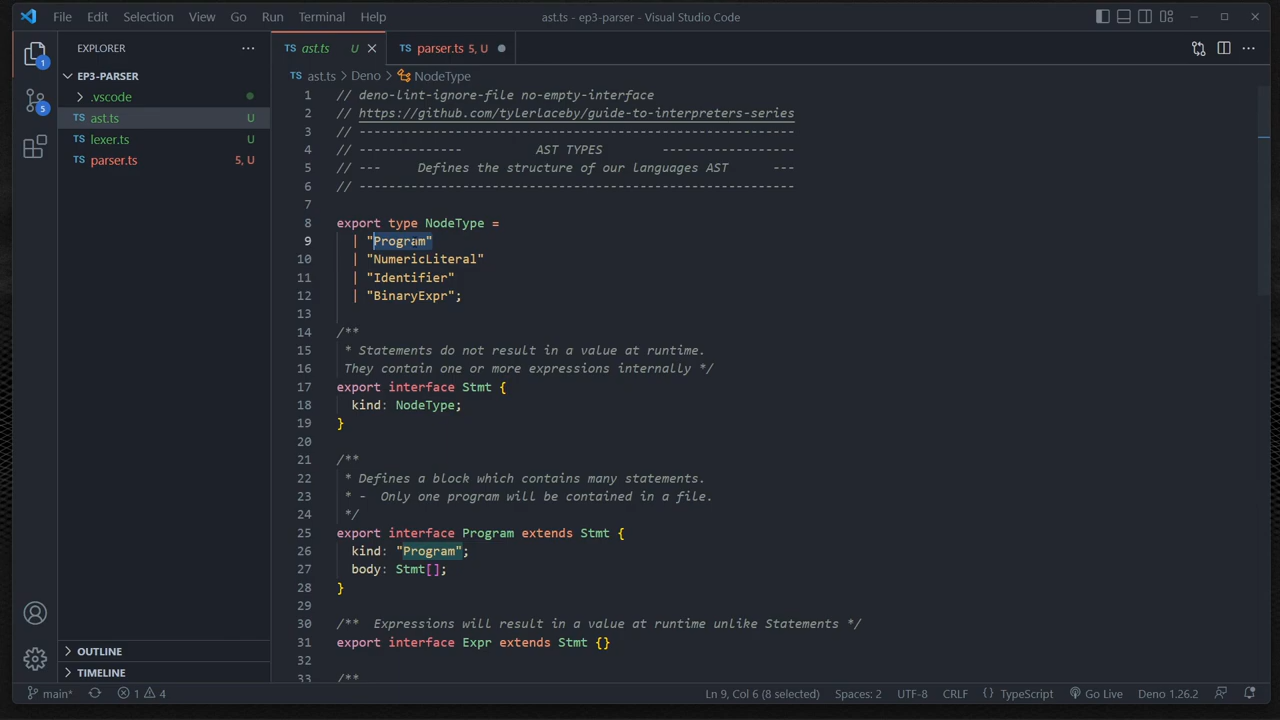 File Edit Selection View Go Run Terminal Help ast.ts - ep3-parser - Visual Studio Code
EXPLORER
EP3-PARSER
.vscode
TS ast.ts U
TS lexer.ts U
TS parser.ts 5, U
OUTLINE
TIMELINE
1
5
TS ast.ts U
TS parser.ts 5, U
TS ast.ts > Deno > NodeType
1 // deno-lint-ignore-file no-empty-interface
2 // https://github.com/tylerlaceby/guide-to-interpreters-series
3 // -----------------------------------------------------------
4 // -------------- AST TYPES ------------------
5 // --- Defines the structure of our languages AST ---
6 // -----------------------------------------------------------
7
8 export type NodeType =
9 | "Program"
10 | "NumericLiteral"
11 | "Identifier"
12 | "BinaryExpr";
13
14 /**
15 * Statements do not result in a value at runtime.
16 They contain one or more expressions internally */
17 export interface Stmt {
18 kind: NodeType;
19 }
20
21 /**
22 * Defines a block which contains many statements.
23 * - Only one program will be contained in a file.
24 */
25 export interface Program extends Stmt {
26 kind: "Program";
27 body: Stmt[];
28 }
29
30 /** Expressions will result in a value at runtime unlike Statements */
31 export interface Expr extends Stmt {}
32
33 /**
main* 1 4 Ln 9, Col 6 (8 selected) Spaces: 2 UTF-8 CRLF {} TypeScript Go Live Deno 1.26.2